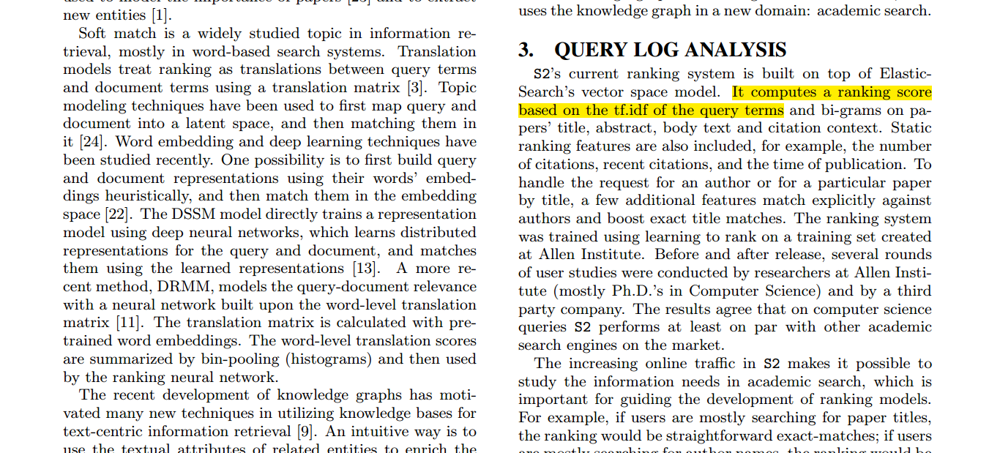 new entities [1].
Soft match is a widely studied topic in information re-
trieval, mostly in word-based search systems. Translation
models treat ranking as translations between query terms
and document terms using a translation matrix [3]. Topic
modeling techniques have been used to first map query and
document into a latent space, and then matching them in
it [24]. Word embedding and deep learning techniques have
been studied recently. One possibility is to first build query
and document representations using their words' embed-
dings heuristically, and then match them in the embedding
space [22]. The DSSM model directly trains a representation
model using deep neural networks, which learns distributed
representations for the query and document, and matches
them using the learned representations [13]. A more re-
cent method, DRMM, models the query-document relevance
with a neural network built upon the word-level translation
matrix [11]. The translation matrix is calculated with pre-
trained word embeddings. The word-level translation scores
are summarized by bin-pooling (histograms) and then used
by the ranking neural network.
The recent development of knowledge graphs has moti-
vated many new techniques in utilizing knowledge bases for
text-centric information retrieval [9]. An intuitive way is to
use the textual attributes of related entities to enrich the
uses the knowledge graph in a new domain: academic search.
3. QUERY LOG ANALYSIS
S2's current ranking system is built on top of Elastic-
Search's vector space model. It computes a ranking score
based on the tf.idf of the query terms and bi-grams on pa-
pers' title, abstract, body text and citation context. Static
ranking features are also included, for example, the number
of citations, recent citations, and the time of publication. To
handle the request for an author or for a particular paper
by title, a few additional features match explicitly against
authors and boost exact title matches. The ranking system
was trained using learning to rank on a training set created
at Allen Institute. Before and after release, several rounds
of user studies were conducted by researchers at Allen Insti-
tute (mostly Ph.D.'s in Computer Science) and by a third
party company. The results agree that on computer science
queries S2 performs at least on par with other academic
search engines on the market.
The increasing online traffic in S2 makes it possible to
study the information needs in academic search, which is
important for guiding the development of ranking models.
For example, if users are mostly searching for paper titles,
the ranking would be straightforward exact-matches; if users